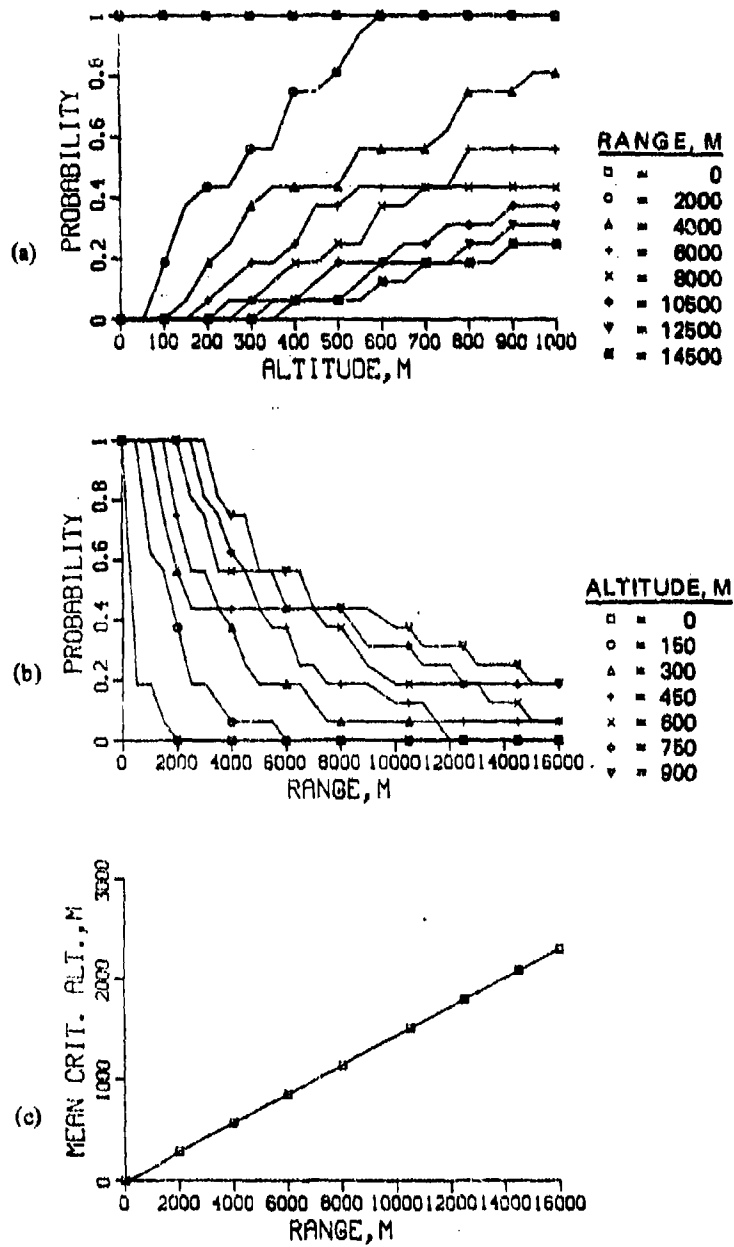 (a)
PROBABILITY
0 0.2 0.4 0.6 0.8 1
0 100 200 300 400 500 600 700 800 900 1000
ALTITUDE,M
RANGE, M
= 0
= 2000
= 4000
= 6000
= 8000
= 10500
= 12500
= 14500
(b)
PROBABILITY
0 0.2 0.4 0.6 0.8 1
0 2000 4000 6000 8000 10000 12000 14000 16000
RANGE,M
ALTITUDE, M
= 0
= 150
= 300
= 450
= 600
= 750
= 900
(c)
MEAN CRIT. ALT.,M
0 1000 2000 3000
0 2000 4000 6000 8000 10000 12000 14000 16000
RANGE,M